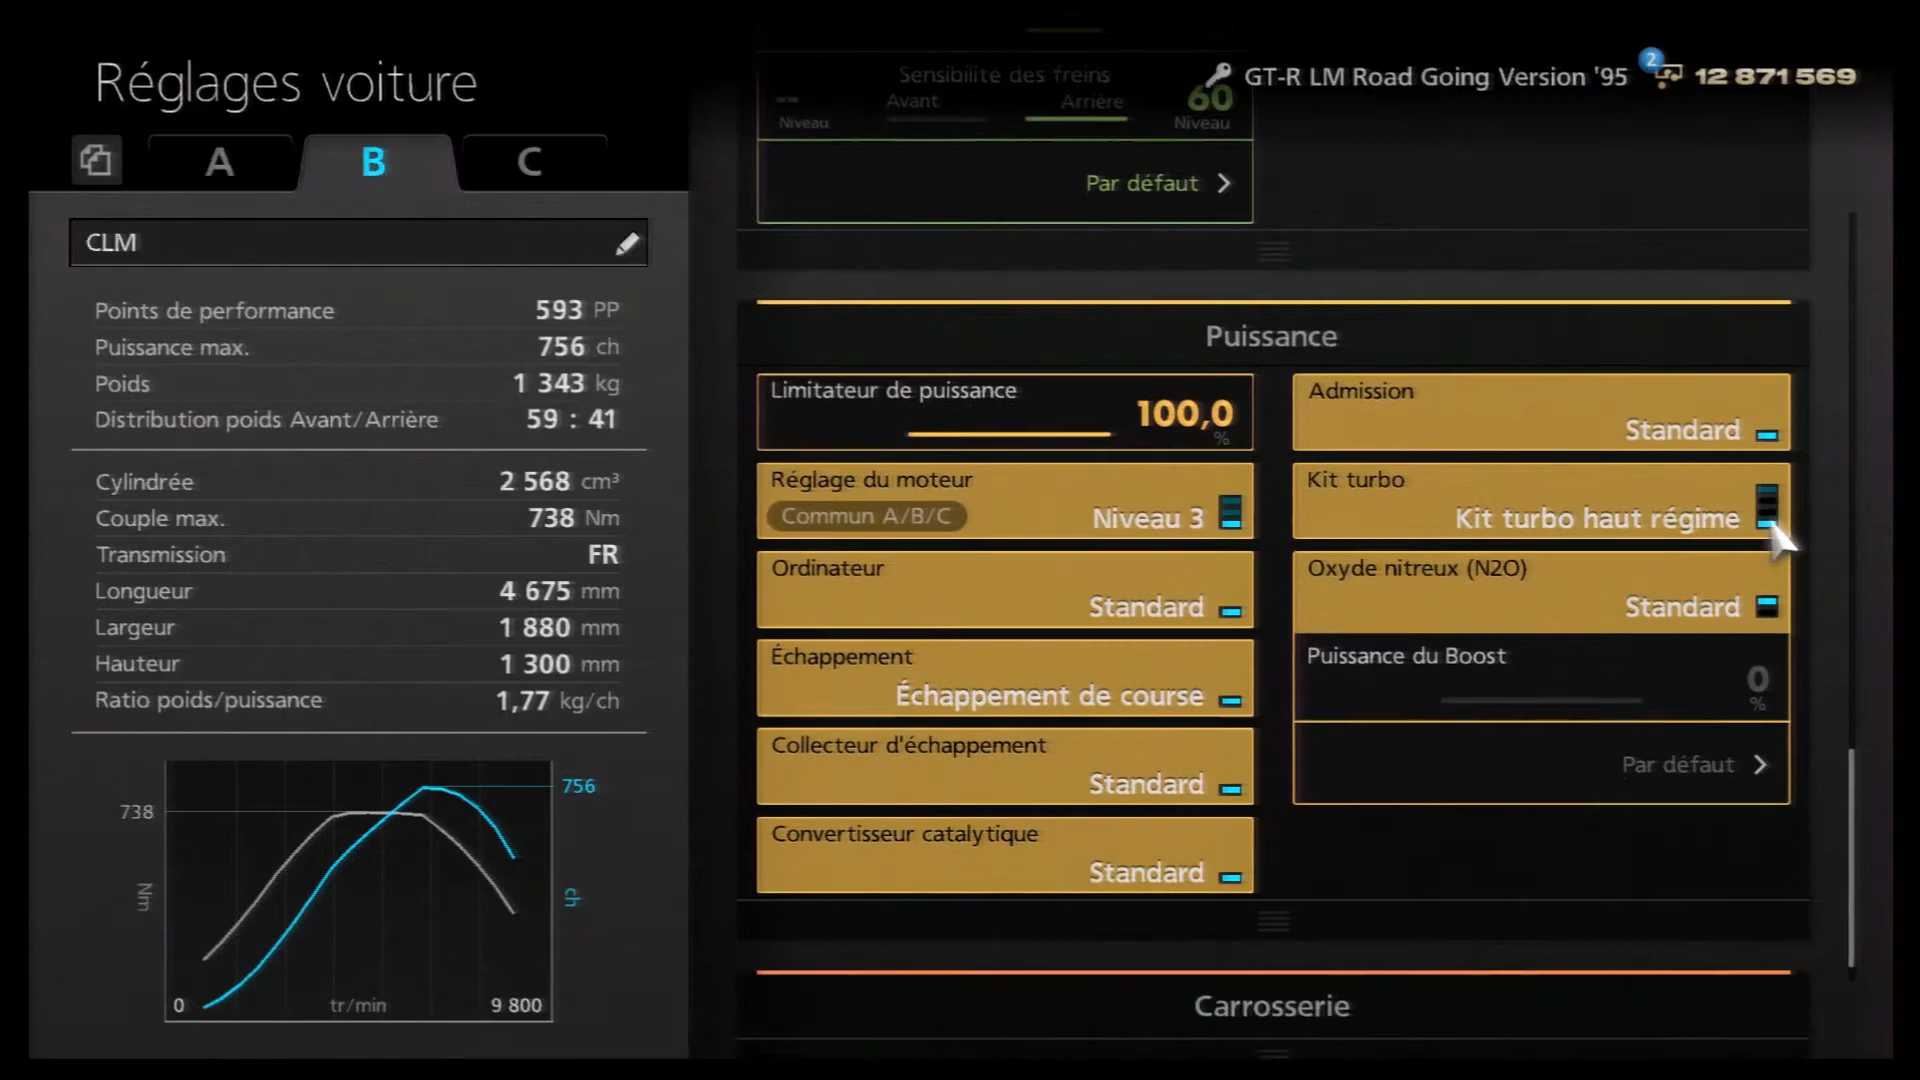 Réglages voiture
GT-R LM Road Going Version '95
2
12 871 569
A
B
C
CLM
Points de performance 593 PP
Puissance max. 756 ch
Poids 1 343 kg
Distribution poids Avant/Arrière 59 : 41
Cylindrée 2 568 cm³
Couple max. 738 Nm
Transmission FR
Longueur 4 675 mm
Largeur 1 880 mm
Hauteur 1 300 mm
Ratio poids/puissance 1,77 kg/ch
756
738
Nm
ch
0 tr/min 9 800
Sensibilité des freins
-- Avant Arrière 60
Niveau Niveau
Par défaut
Puissance
Limitateur de puissance
100,0
%
Réglage du moteur
Commun A/B/C Niveau 3
Ordinateur
Standard
Échappement
Échappement de course
Collecteur d'échappement
Standard
Convertisseur catalytique
Standard
Admission
Standard
Kit turbo
Kit turbo haut régime
Oxyde nitreux (N2O)
Standard
Puissance du Boost
0
%
Par défaut
Carrosserie